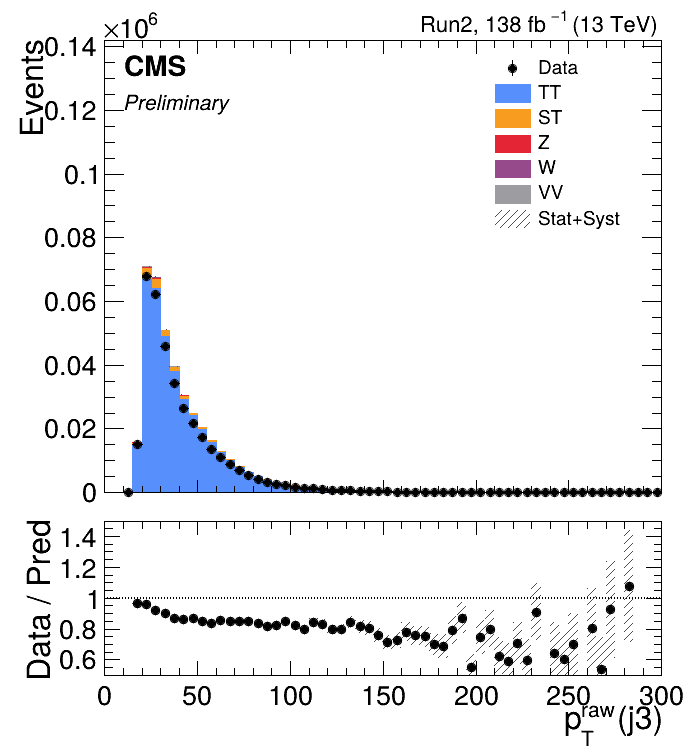 ×10⁶
Run2, 138 fb⁻¹ (13 TeV)
Events
CMS
Preliminary
Data
TT
ST
Z
W
VV
Stat+Syst
0.14
0.12
0.1
0.08
0.06
0.04
0.02
0
Data / Pred
1.4
1.2
1
0.8
0.6
0 50 100 150 200 250 300
p_T^raw (j3)